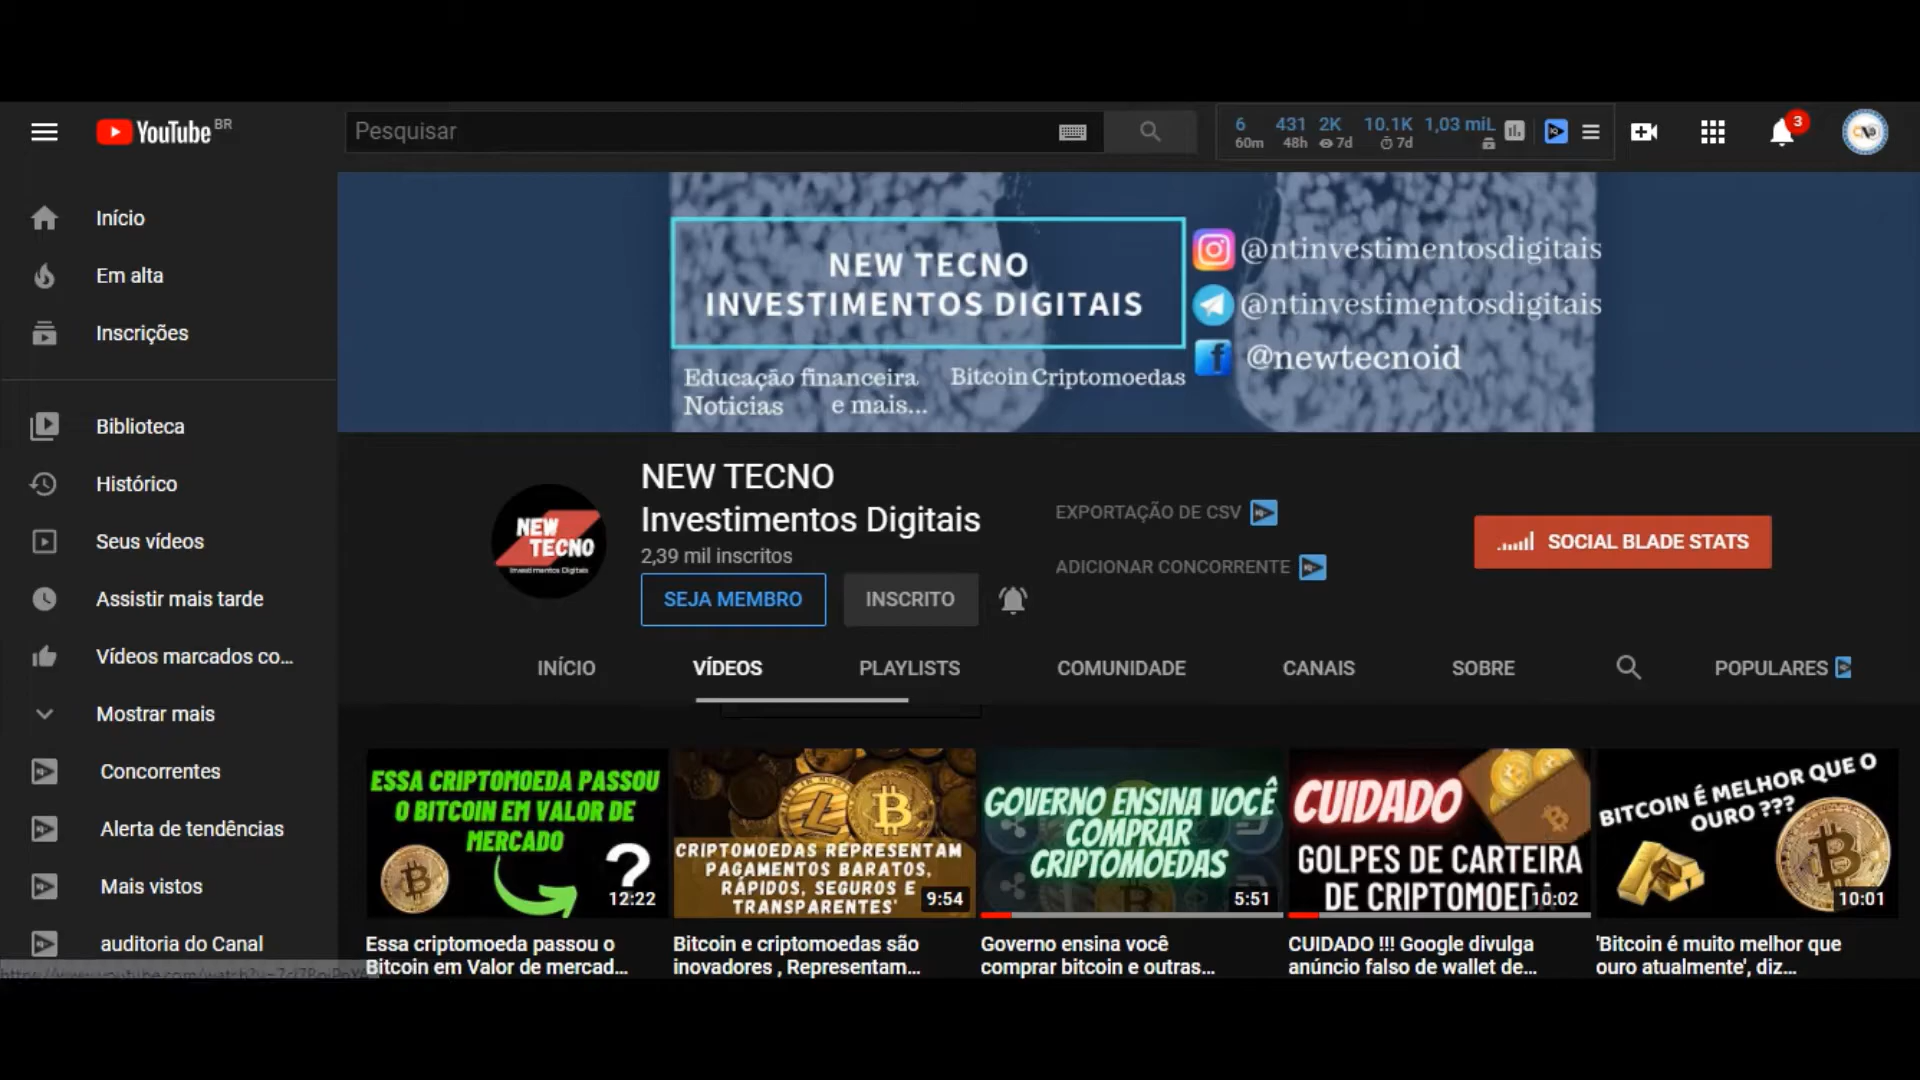 YouTube BR
Pesquisar
6 431 2K 10.1K 1,03 miL
60m 48h 7d 7d
3
Início
Em alta
Inscrições
Biblioteca
Histórico
Seus vídeos
Assistir mais tarde
Vídeos marcados co...
Mostrar mais
Concorrentes
Alerta de tendências
Mais vistos
auditoria do Canal
NEW TECNO
INVESTIMENTOS DIGITAIS
Educação financeira Bitcoin Criptomoedas
Noticias e mais...
@ntinvestimentosdigitais
@ntinvestimentosdigitais
@newtecnoid
NEW
TECNO
Investimentos Digitais
NEW TECNO
Investimentos Digitais
2,39 mil inscritos
SEJA MEMBRO INSCRITO
EXPORTAÇÃO DE CSV
ADICIONAR CONCORRENTE
SOCIAL BLADE STATS
INÍCIO VÍDEOS PLAYLISTS COMUNIDADE CANAIS SOBRE POPULARES
ESSA CRIPTOMOEDA PASSOU
O BITCOIN EM VALOR DE
MERCADO
?
12:22
Essa criptomoeda passou o
Bitcoin em Valor de mercad...
CRIPTOMOEDAS REPRESENTAM
PAGAMENTOS BARATOS,
RÁPIDOS, SEGUROS E
TRANSPARENTES'
9:54
Bitcoin e criptomoedas são
inovadores , Representam...
GOVERNO ENSINA VOCÊ
COMPRAR
CRIPTOMOEDAS
5:51
Governo ensina você
comprar bitcoin e outras...
CUIDADO
GOLPES DE CARTEIRA
DE CRIPTOMOEDA
10:02
CUIDADO !!! Google divulga
anúncio falso de wallet de...
BITCOIN É MELHOR QUE O
OURO ???
10:01
'Bitcoin é muito melhor que
ouro atualmente', diz...